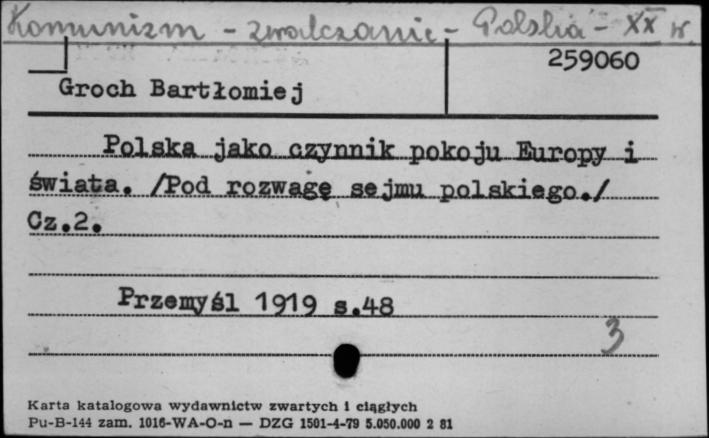 Komunizm - zwalczanie - Polska - XX w.
259060
Groch Bartłomiej
Polska jako czynnik pokoju Europy i
świata. /Pod rozwagę sejmu polskiego./
Cz.2.
Przemyśl 1919 s.48
3
Karta katalogowa wydawnictw zwartych i ciągłych
Pu-B-144 zam. 1016-WA-O-n — DZG 1501-4-79 5.050.000 2 81